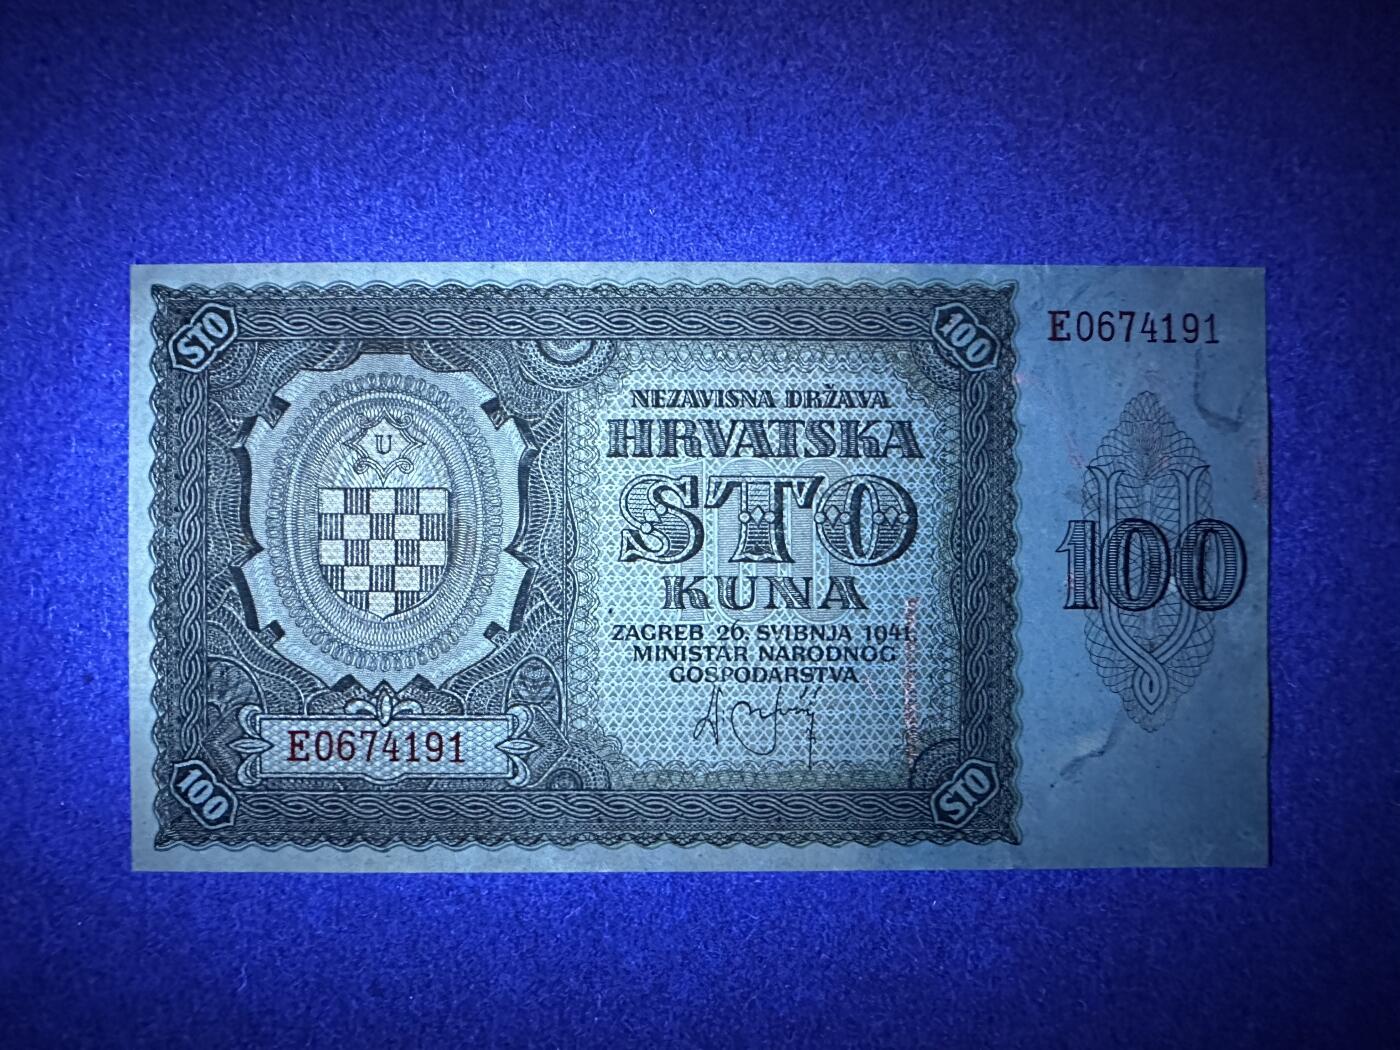 STO
100
E0674191
U
NEZAVISNA DRŽAVA
HRVATSKA
STO
KUNA
ZAGREB 26. SVIBNJA 1941.
MINISTAR NARODNOG
GOSPODARSTVA
100
E0674191
100
STO